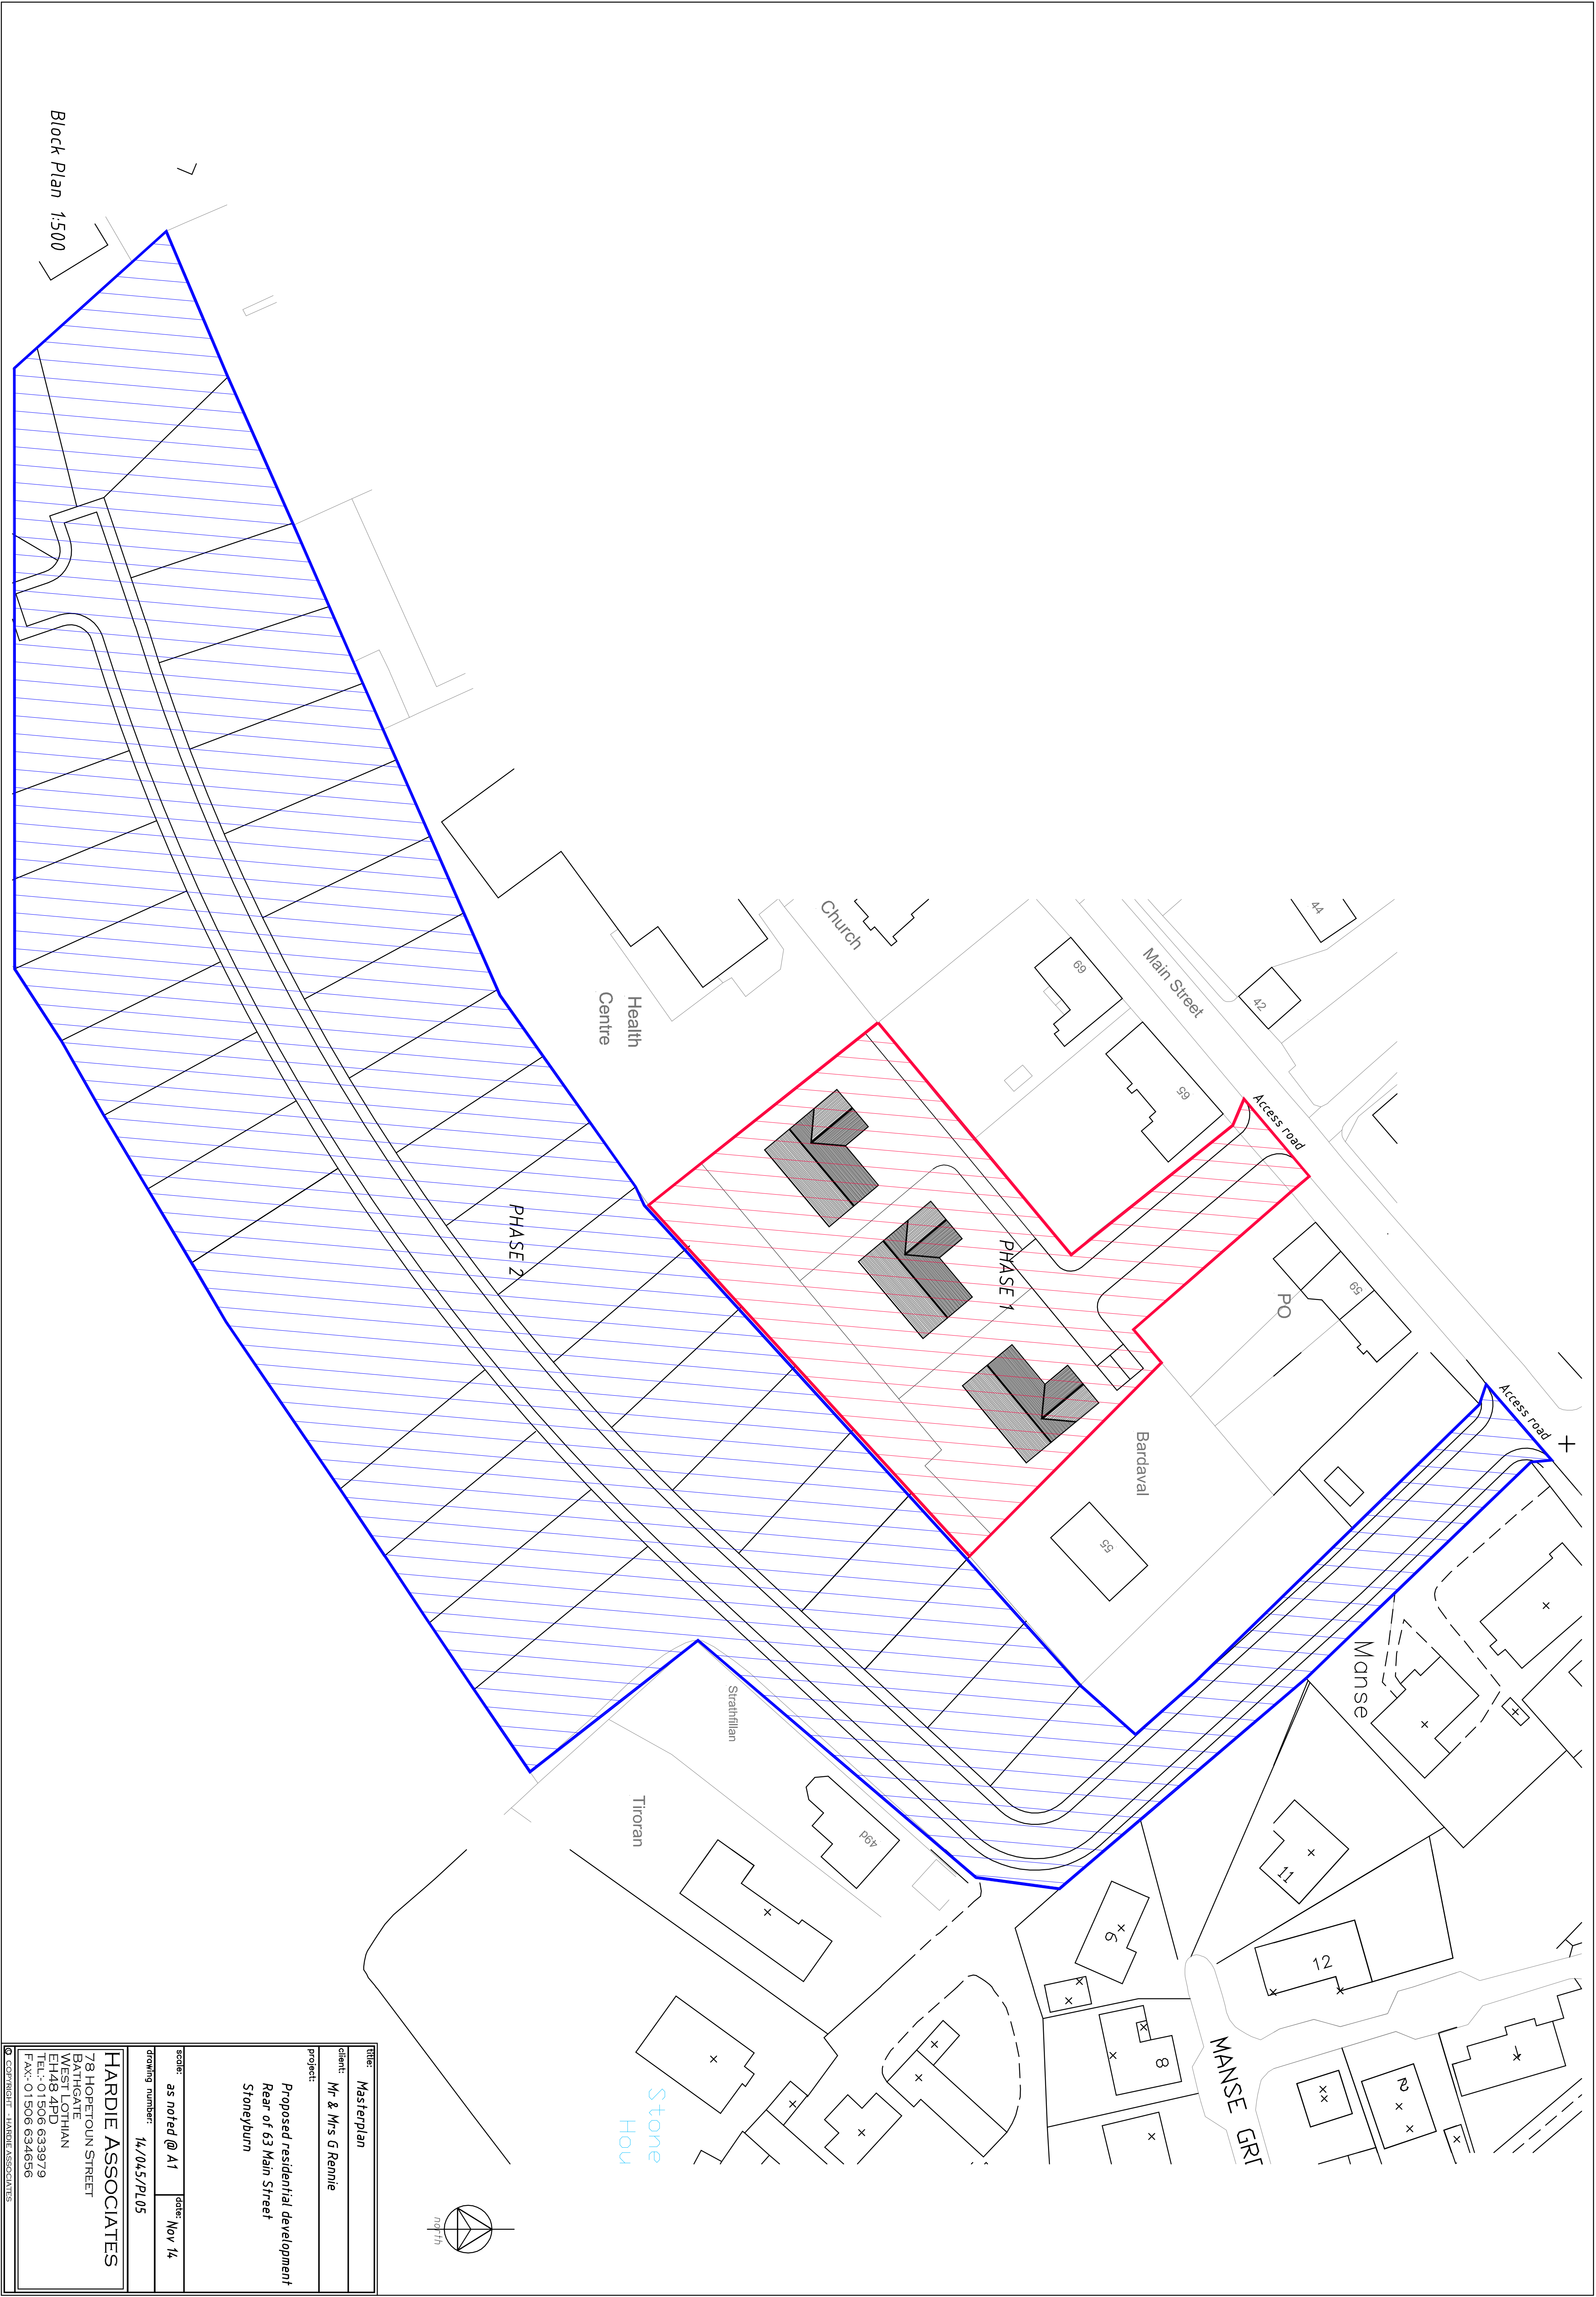 Block Plan 1:500
44
42
Main Street
69
65
Church
Health
Centre
Access road
59
PO
PHASE 1
PHASE 2
Access road
Bardaval
55
Manse
Strathfillan
Tiroran
49d
11
12
9
8
2
MANSE GRD
Stone
Hou
north
title:
Masterplan
client:
Mr & Mrs G Rennie
project:
Proposed residential development
Rear of 63 Main Street
Stoneyburn
scale:
as noted @ A1
date:
Nov 14
drawing number:
14/045/PL05
HARDIE ASSOCIATES
78 HOPETOUN STREET
BATHGATE
WEST LOTHIAN
EH48 4PD
TEL:-01506 633979
FAX:-01506 634656
© COPYRIGHT - HARDIE ASSOCIATES